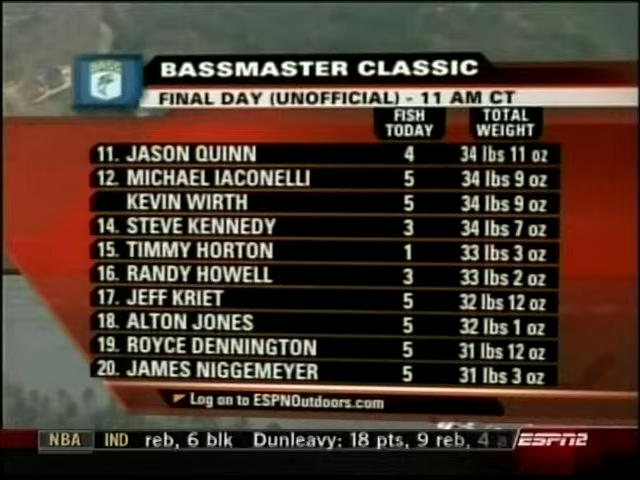 BASS
BASSMASTER CLASSIC
FINAL DAY (UNOFFICIAL) - 11 AM CT
FISH TODAY TOTAL WEIGHT
11. JASON QUINN 4 34 lbs 11 oz
12. MICHAEL IACONELLI 5 34 lbs 9 oz
KEVIN WIRTH 5 34 lbs 9 oz
14. STEVE KENNEDY 3 34 lbs 7 oz
15. TIMMY HORTON 1 33 lbs 3 oz
16. RANDY HOWELL 3 33 lbs 2 oz
17. JEFF KRIET 5 32 lbs 12 oz
18. ALTON JONES 5 32 lbs 1 oz
19. ROYCE DENNINGTON 5 31 lbs 12 oz
20. JAMES NIGGEMEYER 5 31 lbs 3 oz
Log on to ESPNOutdoors.com
NBA IND reb, 6 blk Dunleavy: 18 pts, 9 reb, 4 a ESPN2